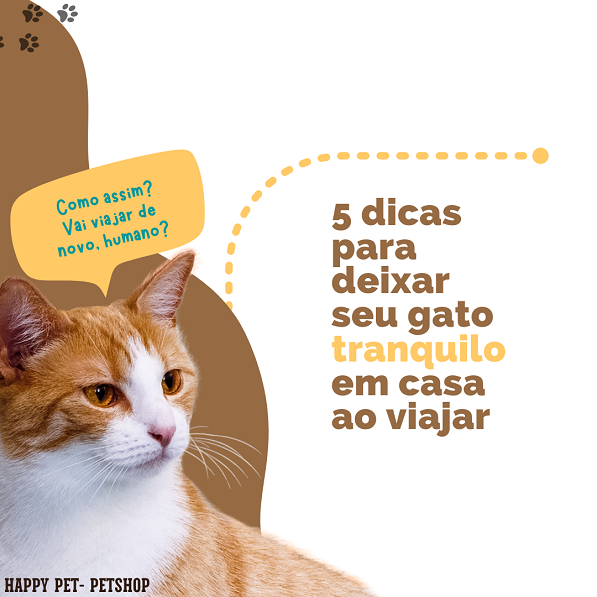 Como assim?
Vai viajar de
novo, humano?
5 dicas
para
deixar
seu gato
tranquilo
em casa
ao viajar
HAPPY PET- PETSHOP